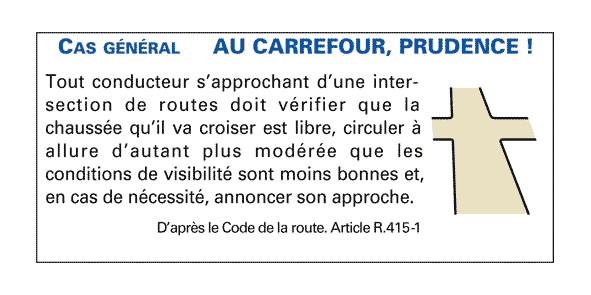 CAS GÉNÉRAL AU CARREFOUR, PRUDENCE !
Tout conducteur s'approchant d'une inter-
section de routes doit vérifier que la
chaussée qu'il va croiser est libre, circuler à
allure d'autant plus modérée que les
conditions de visibilité sont moins bonnes et,
en cas de nécessité, annoncer son approche.
D'après le Code de la route. Article R.415-1